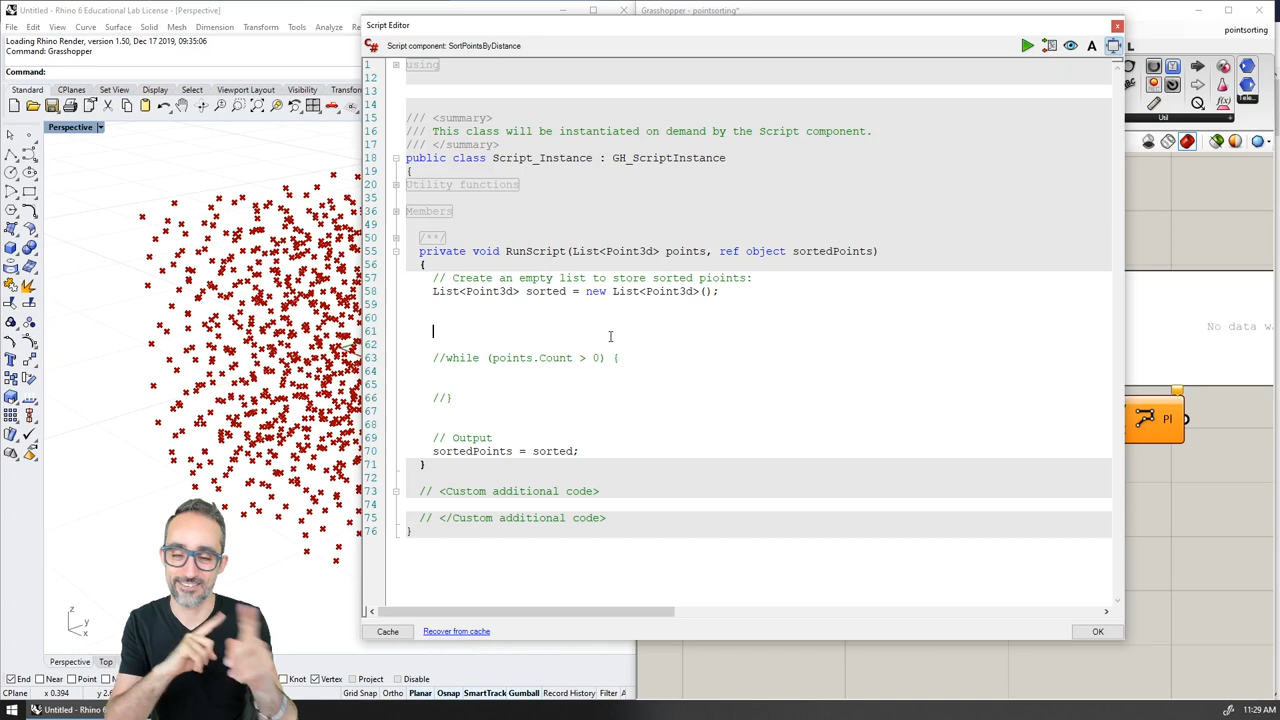 Untitled - Rhino 6 Educational Lab License - [Perspective]
File Edit View Curve Surface Solid Mesh Dimension Transform
Loading Rhino Render, version 1.50, Dec 17 2019, 09:35:06
Command: Grasshopper
Command:
Standard CPlanes Set View Display Select Viewport Layout Visibility Transform
Perspective
Grasshopper - pointsorting*
pointsorting
Script Editor
C# Script component: SortPointsByDistance
A
L
1 using
12
13
14
15 /// <summary>
16 /// This class will be instantiated on demand by the Script component.
17 /// </summary>
18 public class Script_Instance : GH_ScriptInstance
19 {
20 Utility functions
35
36 Members
49
50 /**/
55 private void RunScript(List<Point3d> points, ref object sortedPoints)
56 {
57 // Create an empty list to store sorted pioints:
58 List<Point3d> sorted = new List<Point3d>();
59
60
61
62
63 //while (points.Count > 0) {
64
65
66 //}
67
68
69 // Output
70 sortedPoints = sorted;
71 }
72
73 // <Custom additional code>
74
75 // </Custom additional code>
76 }
Cache Recover from cache OK
Tele...
Util
No data wa
Pl
z
y
x
Perspective Top
End Near Point Knot Vertex Project Disable
CPlane x 0.394 Grid Snap Ortho Planar Osnap SmartTrack Gumball Record History Filter
Untitled - Rhino 6 E...
11:29 AM